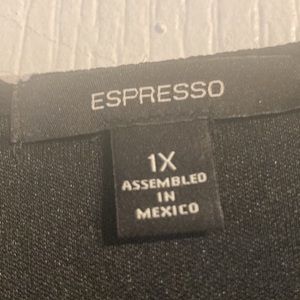 ESPRESSO
1X
ASSEMBLED
IN
MEXICO